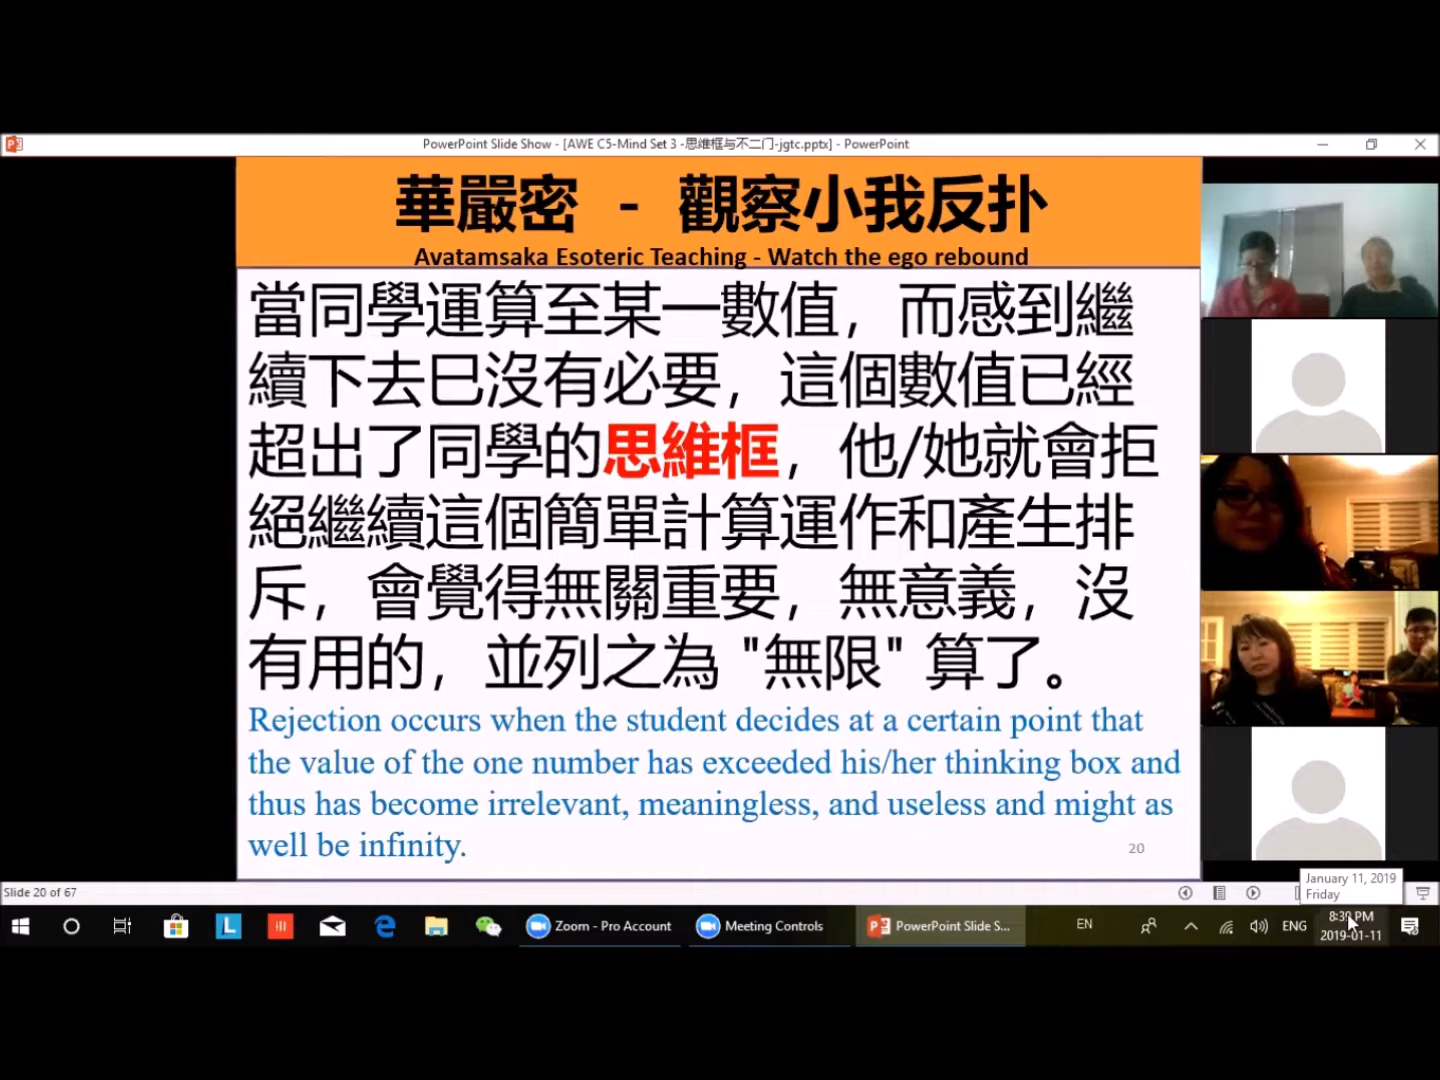 PowerPoint Slide Show - [AWE C5-Mind Set 3 -思维框与不二门-jgtc.pptx] - PowerPoint
華嚴密 - 觀察小我反扑
Avatamsaka Esoteric Teaching - Watch the ego rebound
當同學運算至某一數值，而感到繼
續下去巳沒有必要，這個數值已經
超出了同學的思維框，他/她就會拒
絕繼續這個簡單計算運作和產生排
斥，會覺得無關重要，無意義，沒
有用的，並列之為 "無限" 算了。
Rejection occurs when the student decides at a certain point that
the value of the one number has exceeded his/her thinking box and
thus has become irrelevant, meaningless, and useless and might as
well be infinity.
20
January 11, 2019
Friday
Slide 20 of 67
Zoom - Pro Account
Meeting Controls
PowerPoint Slide S...
EN
ENG
8:39 PM
2019-01-11